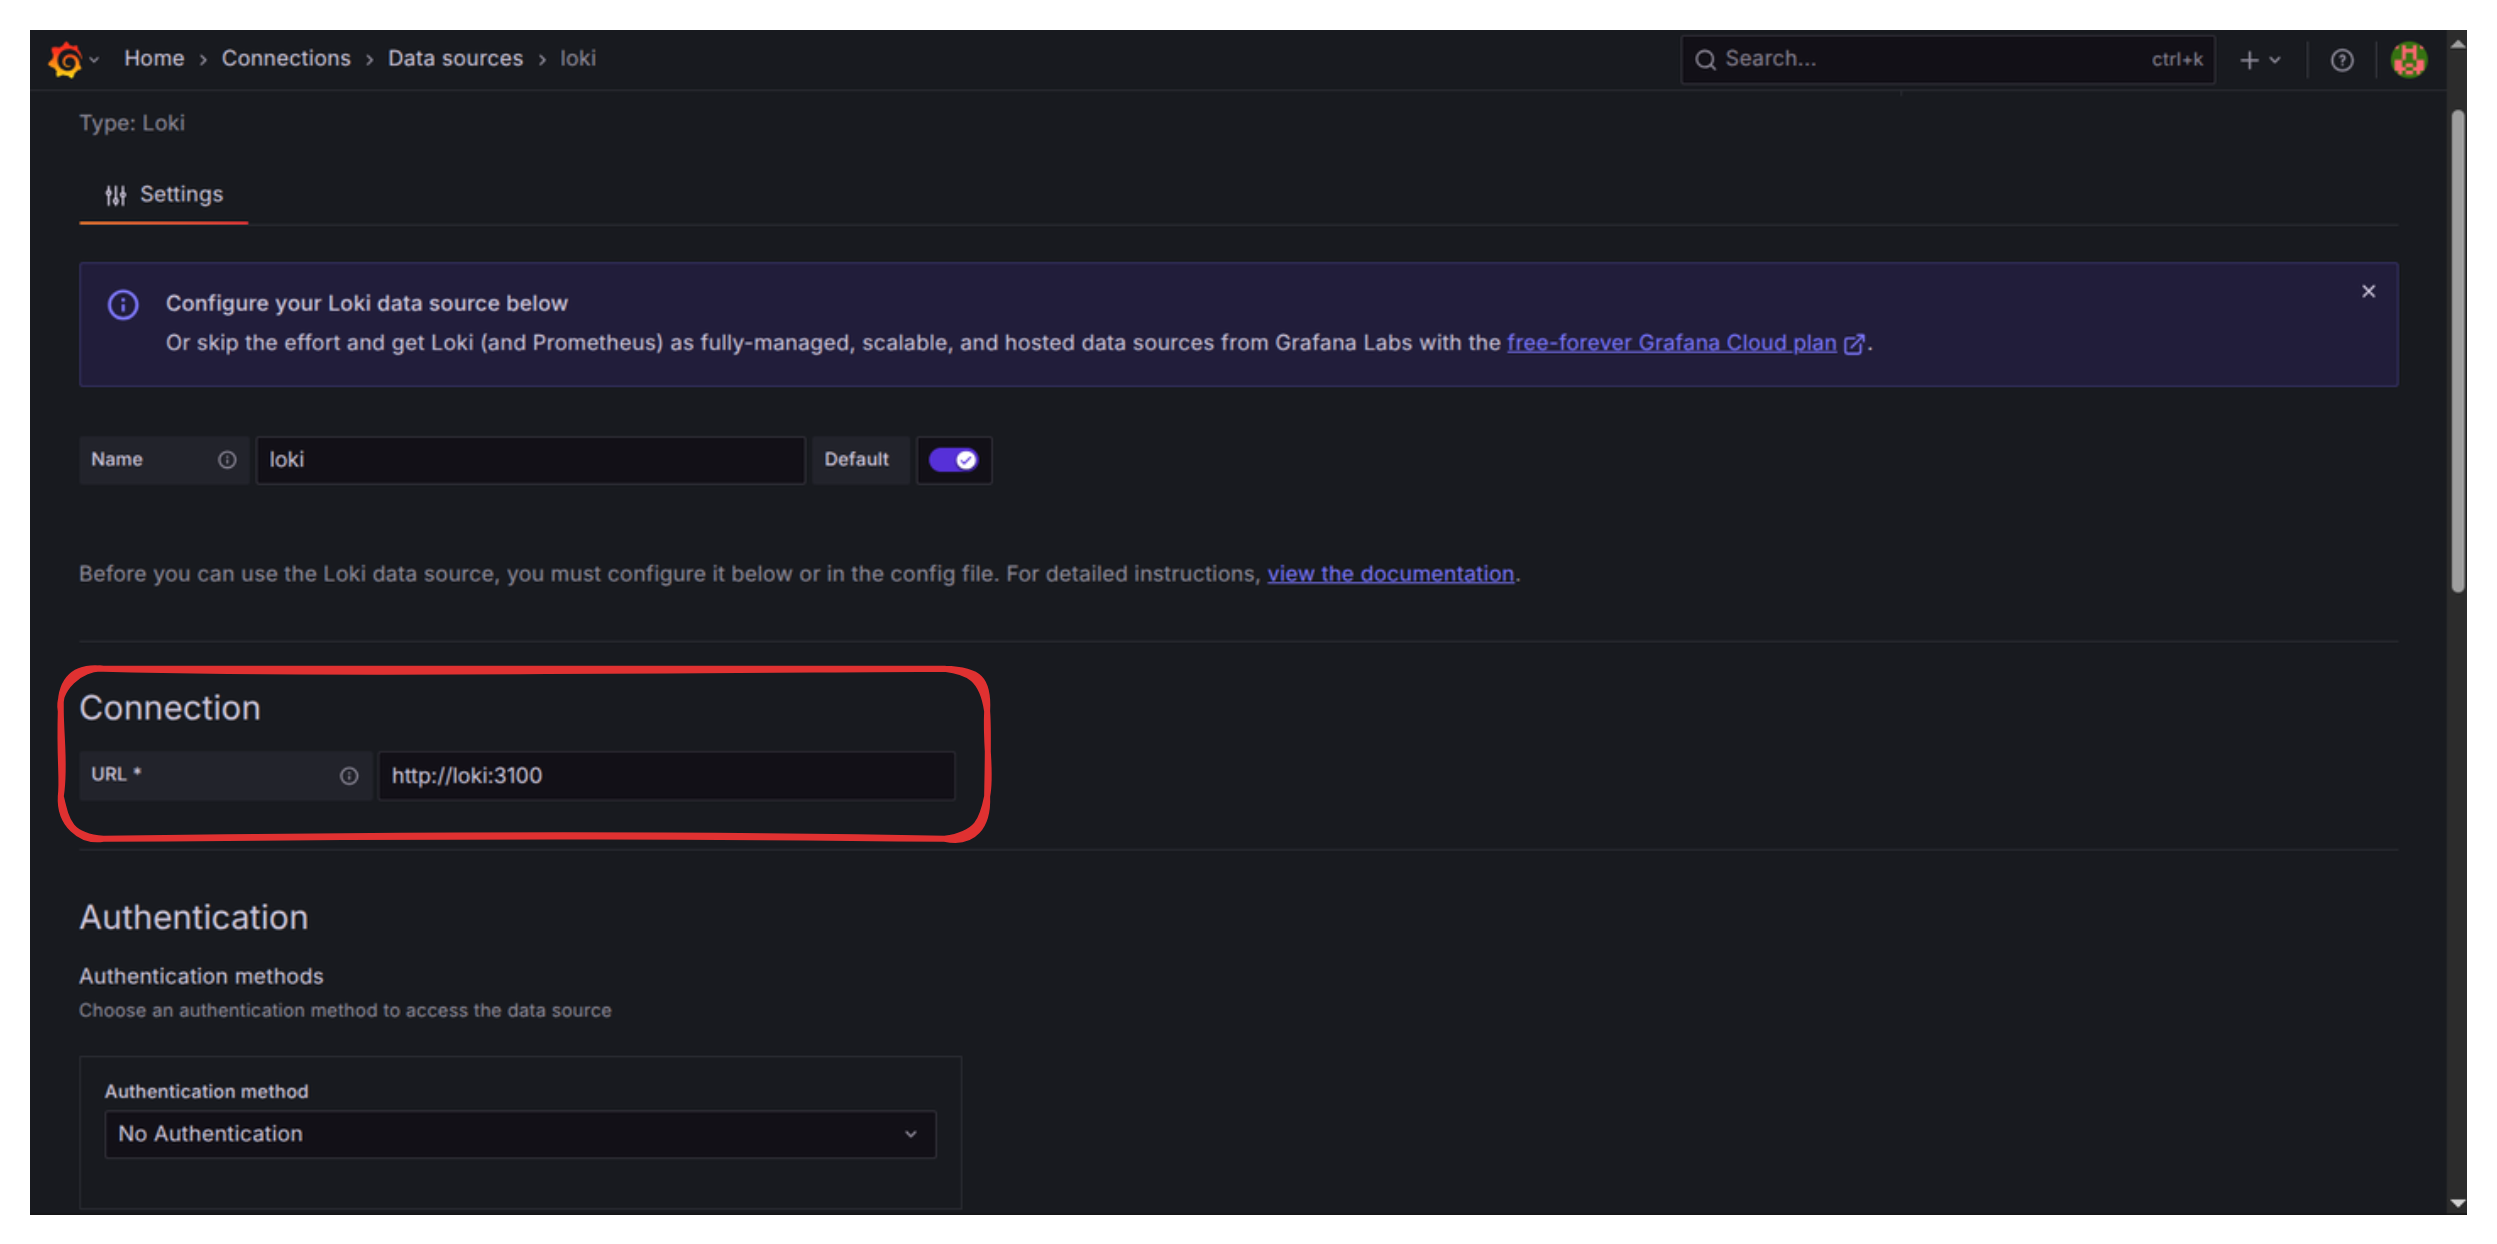 Home > Connections > Data sources > loki
Search... ctrl+k
Type: Loki
Settings
Configure your Loki data source below
Or skip the effort and get Loki (and Prometheus) as fully-managed, scalable, and hosted data sources from Grafana Labs with the free-forever Grafana Cloud plan.
Name loki Default
Before you can use the Loki data source, you must configure it below or in the config file. For detailed instructions, view the documentation.
Connection
URL * http://loki:3100
Authentication
Authentication methods
Choose an authentication method to access the data source
Authentication method
No Authentication